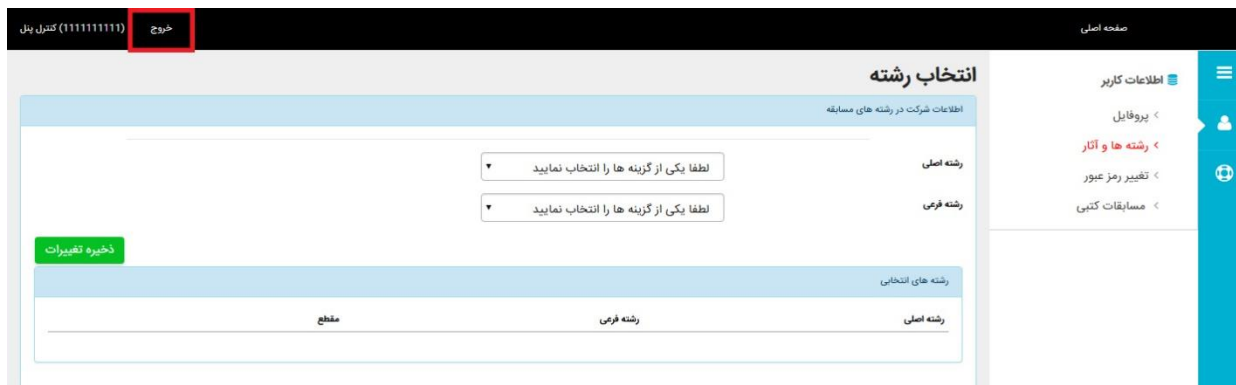 صفحه اصلی
خروج
(1111111111) کنترل پنل
اطلاعات کاربر
پروفایل
رشته ها و آثار
تغییر رمز عبور
مسابقات کتبی
انتخاب رشته
اطلاعات شرکت در رشته های مسابقه
رشته اصلی
لطفا یکی از گزینه ها را انتخاب نمایید
رشته فرعی
لطفا یکی از گزینه ها را انتخاب نمایید
ذخیره تغییرات
رشته های انتخابی
رشته اصلی رشته فرعی مقطع